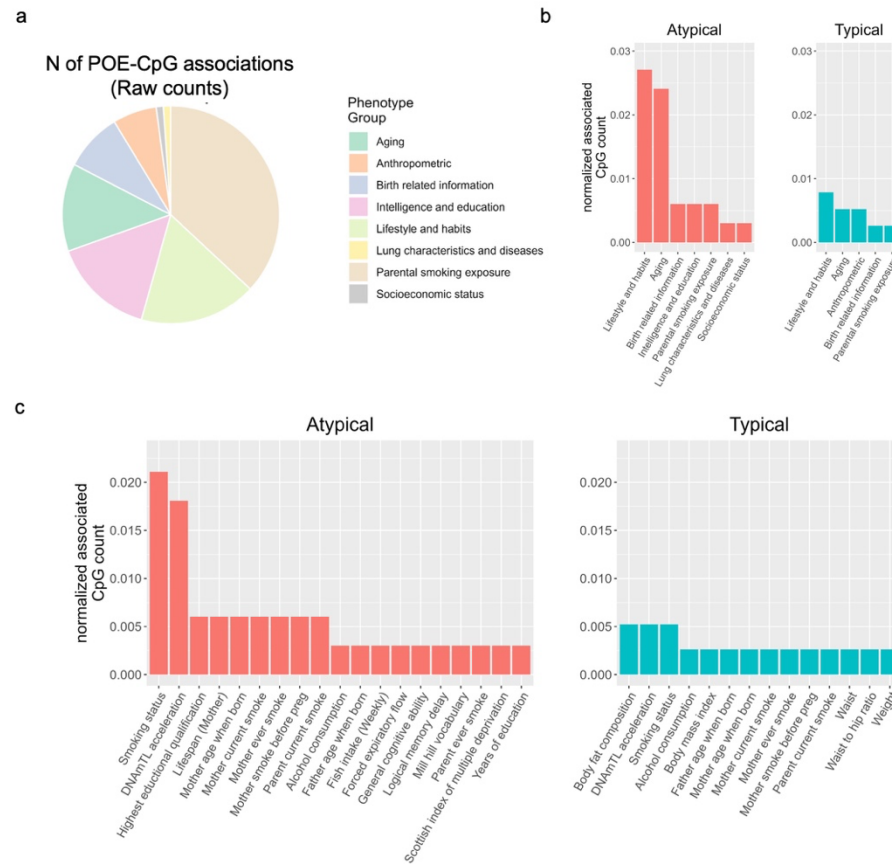 a
N of POE-CpG associations
(Raw counts)
Phenotype
Group
Aging
Anthropometric
Birth related information
Intelligence and education
Lifestyle and habits
Lung characteristics and diseases
Parental smoking exposure
Socioeconomic status
b
Atypical
Typical
normalized associated
CpG count
0.03
0.02
0.01
0.00
Lifestyle and habits
Aging
Birth related information
Intelligence and education
Parental smoking exposure
Lung characteristics and diseases
Socioeconomic status
0.03
0.02
0.01
0.00
Lifestyle and habits
Aging
Anthropometric
Birth related information
Parental smoking exposure
c
Atypical
Typical
normalized associated
CpG count
0.020
0.015
0.010
0.005
0.000
Smoking status
DNAmTL acceleration
Highest eductional qualification
Lifespan (Mother)
Mother age when born
Mother current smoke
Mother ever smoke
Mother smoke before preg
Parent current smoke
Alcohol consumption
Father age when born
Fish intake (Weekly)
Forced expiratory flow
General cognitive ability
Logical memory delay
Mill hill vocabulary
Parent ever smoke
Scottish index of multiple deprivation
Years of education
0.020
0.015
0.010
0.005
0.000
Body fat composition
DNAmTL acceleration
Smoking status
Alcohol consumption
Body mass index
Father age when born
Mother age when born
Mother current smoke
Mother ever smoke
Mother smoke before preg
Parent current smoke
Waist
Waist to hip ratio
Weight